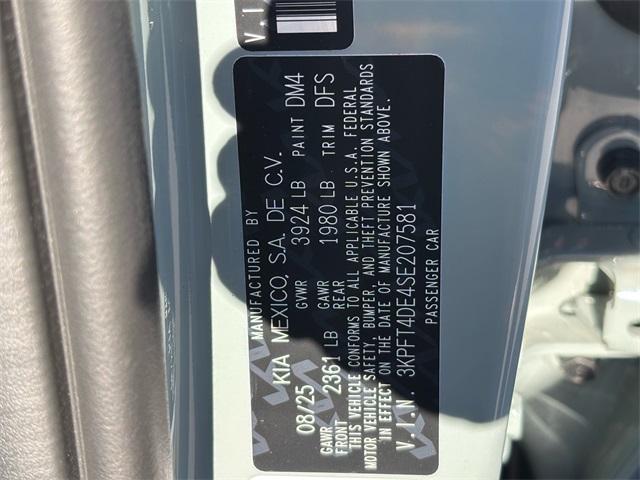 V.I
MANUFACTURED BY
08/25 KIA MEXICO, S.A. DE C.V.
GVWR 3924 LB PAINT DM4
GAWR FRONT 2361 LB GAWR REAR 1980 LB TRIM DFS
THIS VEHICLE CONFORMS TO ALL APPLICABLE U.S.A. FEDERAL
MOTOR VEHICLE SAFETY, BUMPER, AND THEFT PREVENTION STANDARDS
IN EFFECT ON THE DATE OF MANUFACTURE SHOWN ABOVE.
V.I.N. 3KPFT4DE4SE207581
PASSENGER CAR